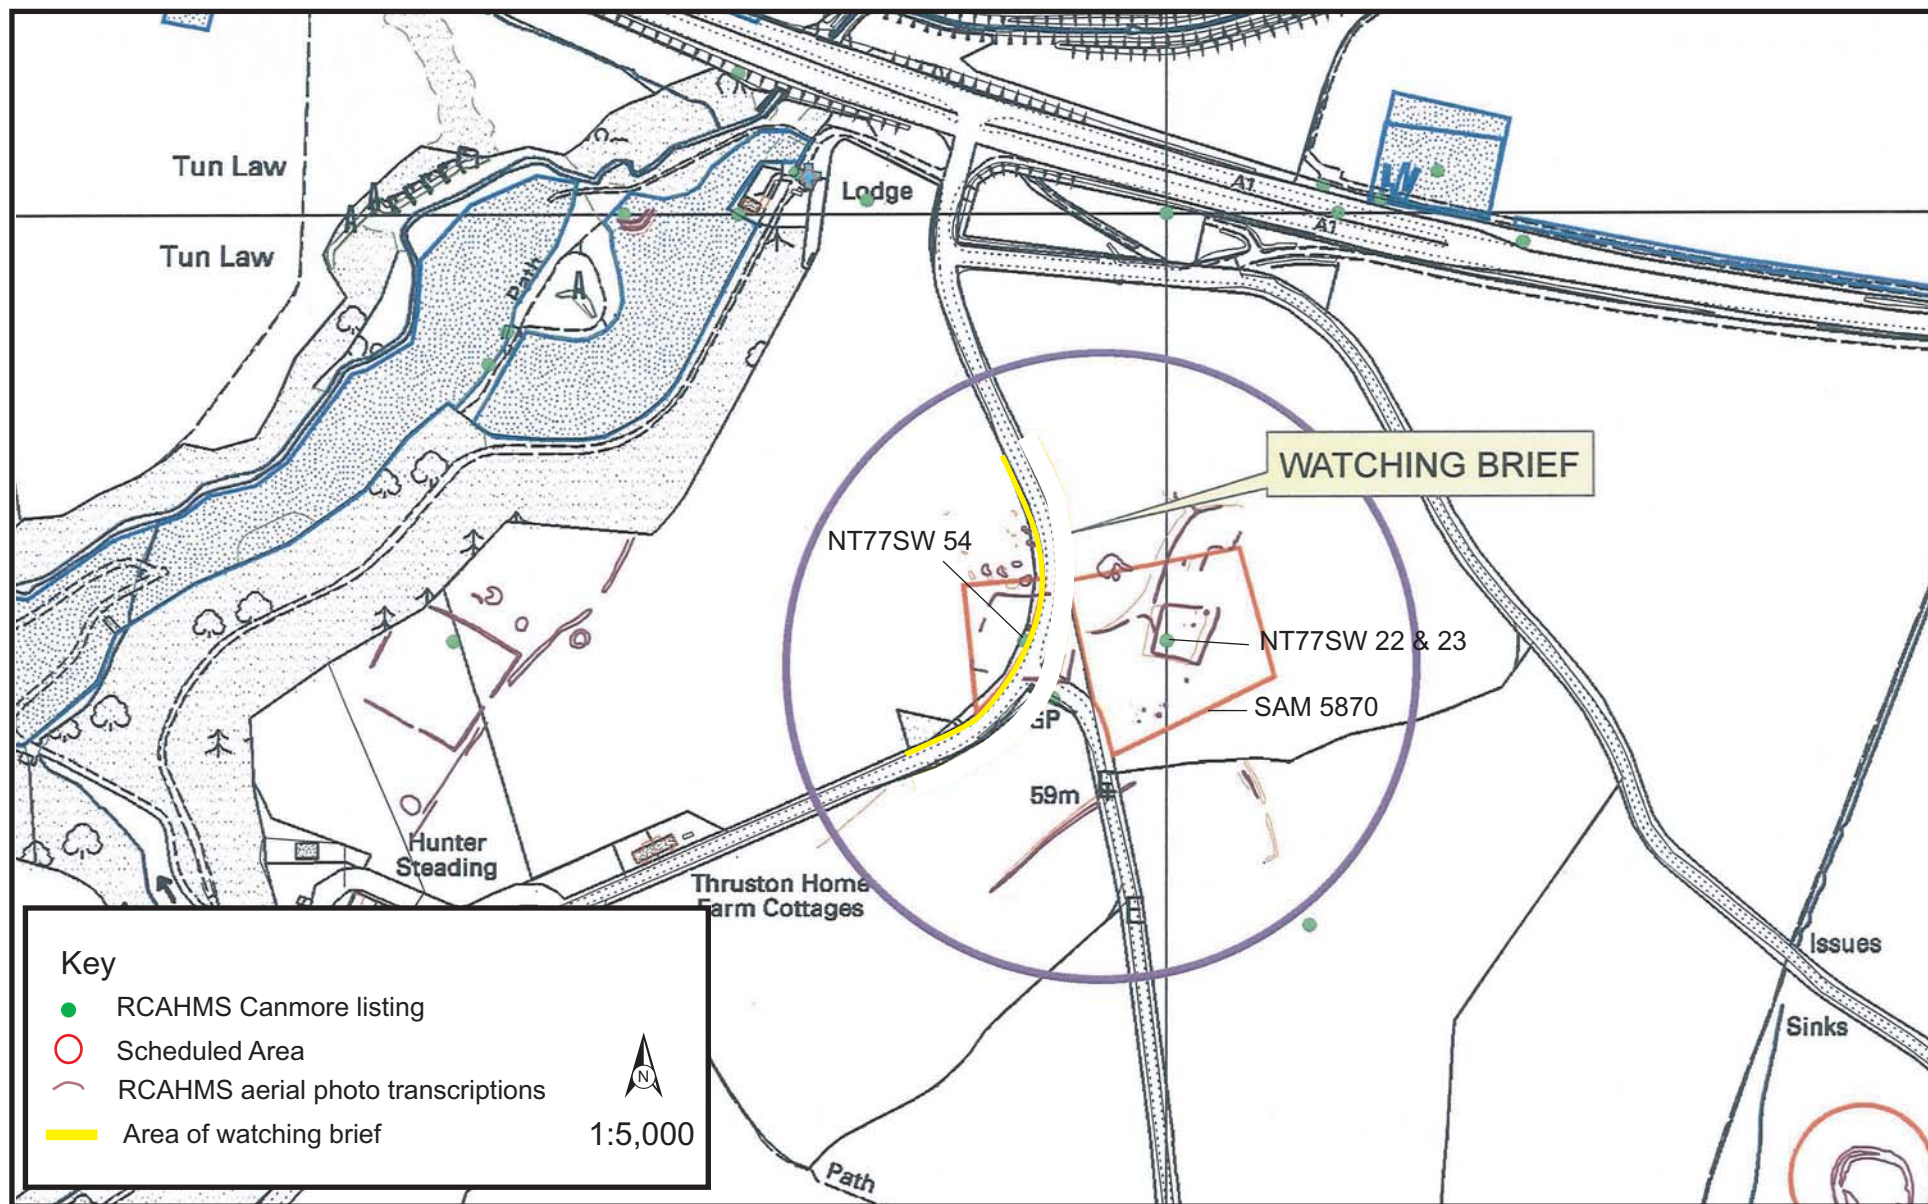 Tun Law
Tun Law
Path
A
A
A
Lodge
A1
A1
WATCHING BRIEF
NT77SW 54
NT77SW 22 & 23
SAM 5870
GP
59m
Hunter
Steading
Thruston Home
Farm Cottages
Issues
Sinks
Path
Key
RCAHMS Canmore listing
Scheduled Area
RCAHMS aerial photo transcriptions
Area of watching brief
N
1:5,000